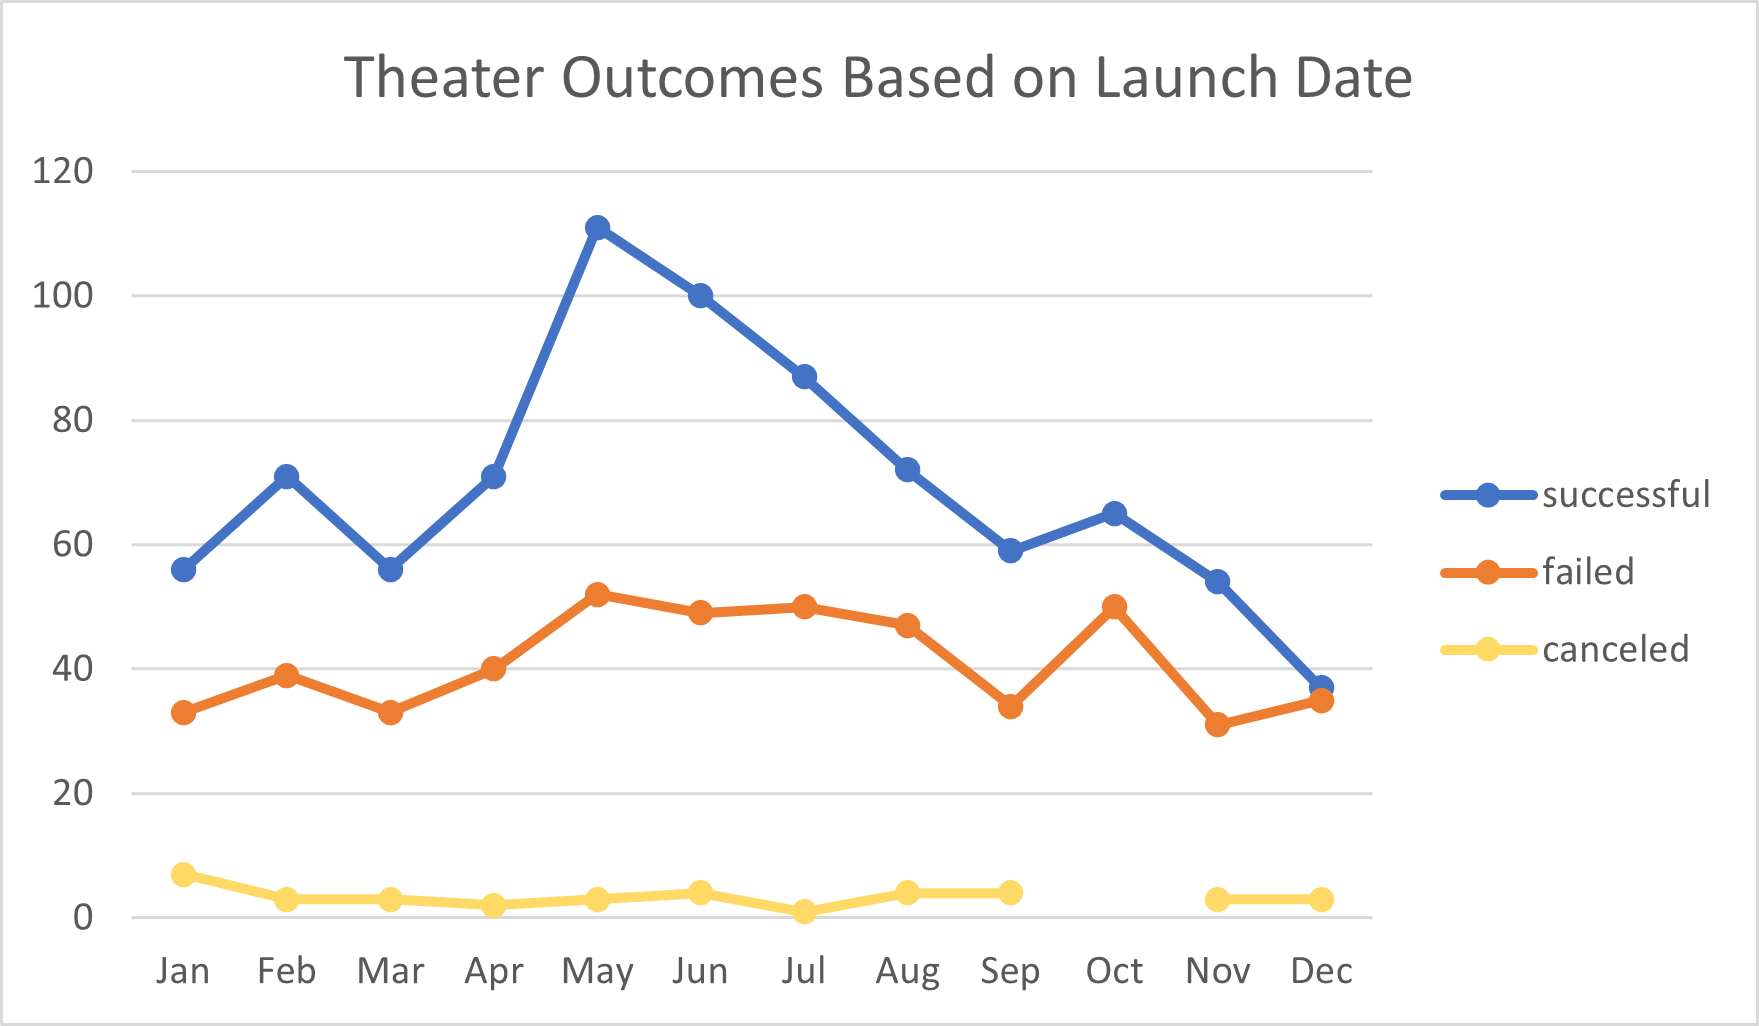 Theater Outcomes Based on Launch Date
120
100
80
60
40
20
0
Jan Feb Mar Apr May Jun Jul Aug Sep Oct Nov Dec
successful
failed
canceled